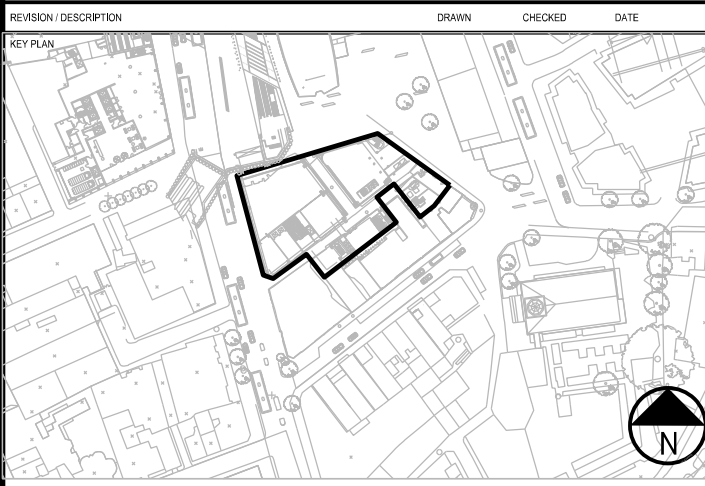 REVISION / DESCRIPTION DRAWN CHECKED DATE
KEY PLAN
N